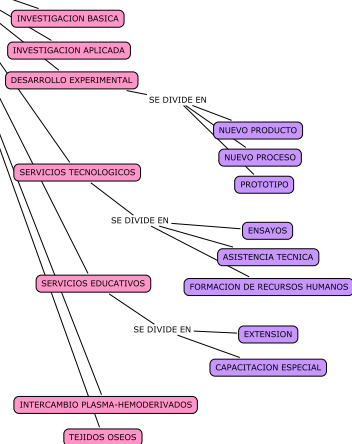 INVESTIGACION BASICA
INVESTIGACION APLICADA
DESARROLLO EXPERIMENTAL
SE DIVIDE EN
NUEVO PRODUCTO
NUEVO PROCESO
PROTOTIPO
SERVICIOS TECNOLOGICOS
SE DIVIDE EN
ENSAYOS
ASISTENCIA TECNICA
FORMACION DE RECURSOS HUMANOS
SERVICIOS EDUCATIVOS
SE DIVIDE EN
EXTENSION
CAPACITACION ESPECIAL
INTERCAMBIO PLASMA-HEMODERIVADOS
TEJIDOS OSEOS